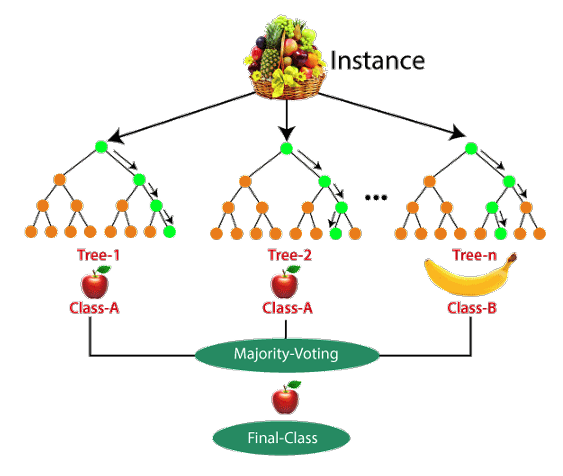 Instance
Tree-1
Tree-2
Tree-n
Class-A
Class-A
Class-B
Majority-Voting
Final-Class